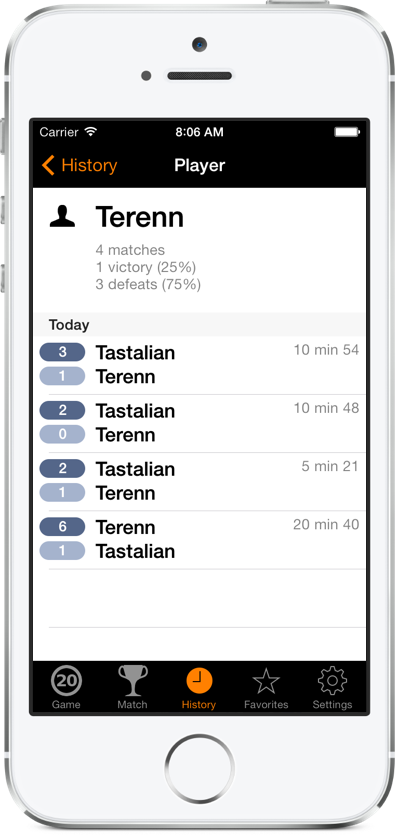 Carrier 8:06 AM
History Player
Terenn
4 matches
1 victory (25%)
3 defeats (75%)
Today
3 Tastalian 10 min 54
1 Terenn
2 Tastalian 10 min 48
0 Terenn
2 Tastalian 5 min 21
1 Terenn
6 Terenn 20 min 40
1 Tastalian
20
Game Match History Favorites Settings